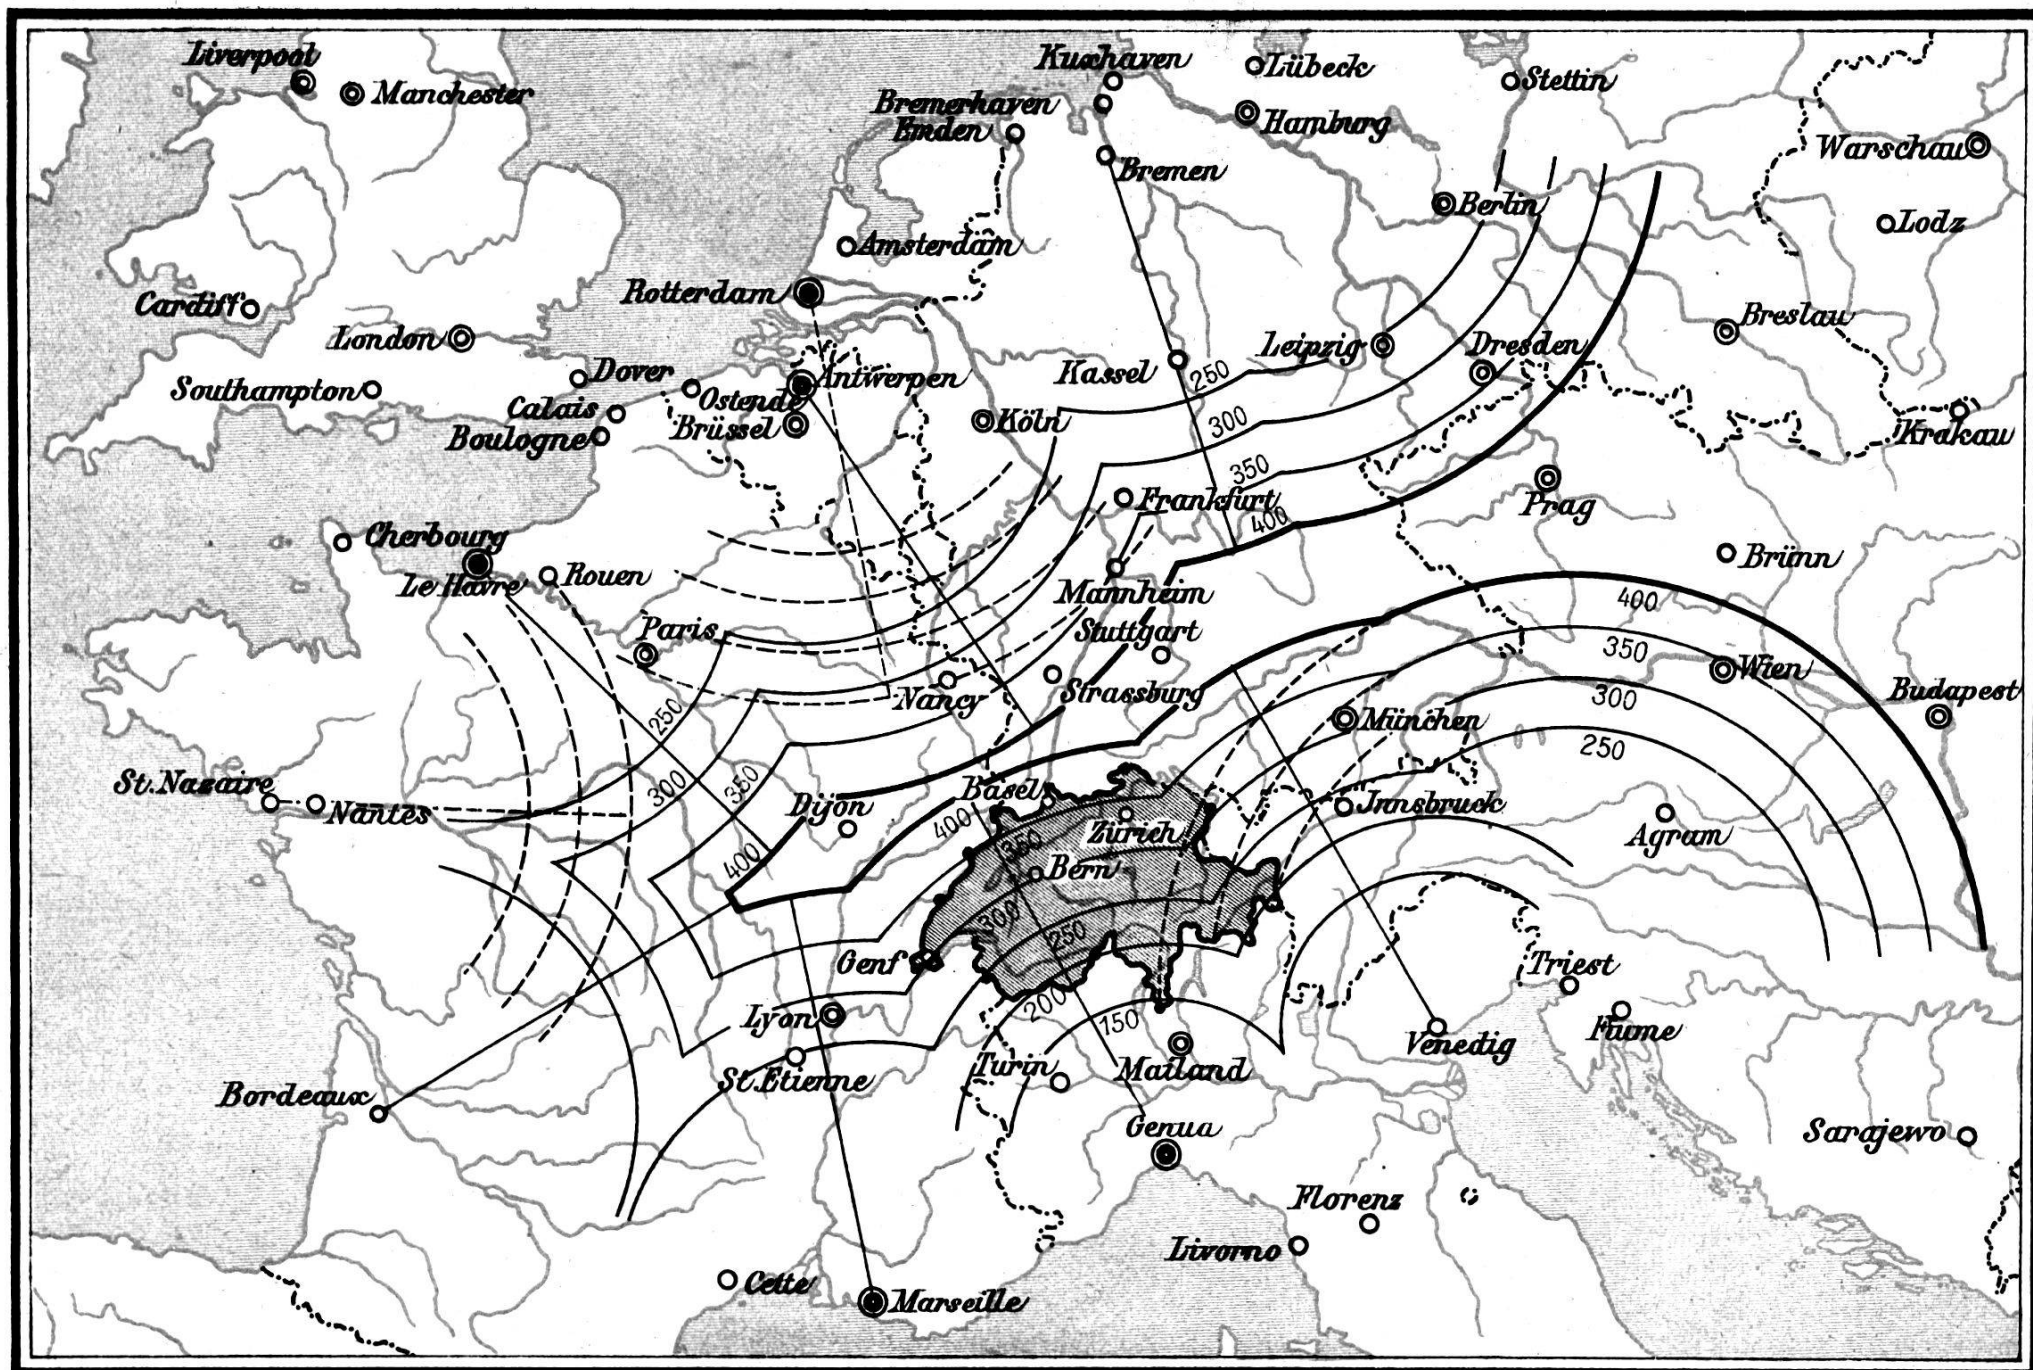 Liverpool
Manchester
Kuxhaven
Lübeck
Stettin
Bremerhaven
Emden
Hamburg
Warschau
Bremen
Berlin
Lodz
Amsterdam
Rotterdam
Cardiff
London
Breslau
Leipzig
Dresden
Dover
Antwerpen
Kassel
250
Southampton
Ostende
Calais
Brüssel
Boulogne
Köln
300
Krakau
350
Frankfurt
Prag
400
Cherbourg
Brünn
Le Havre
Rouen
Mannheim
400
Paris
Stuttgart
350
Wien
Nancy
Strassburg
Budapest
300
250
München
250
St. Nazaire
Nantes
300
350
Dijon
Basel
Innsbruck
400
Zürich
Agram
350
400
Bern
300
250
Genf
Triest
200
150
Lyon
Fiume
Venedig
Turin
Mailand
St. Etienne
Bordeaux
Genua
Sarajewo
Florenz
Livorno
Cette
Marseille